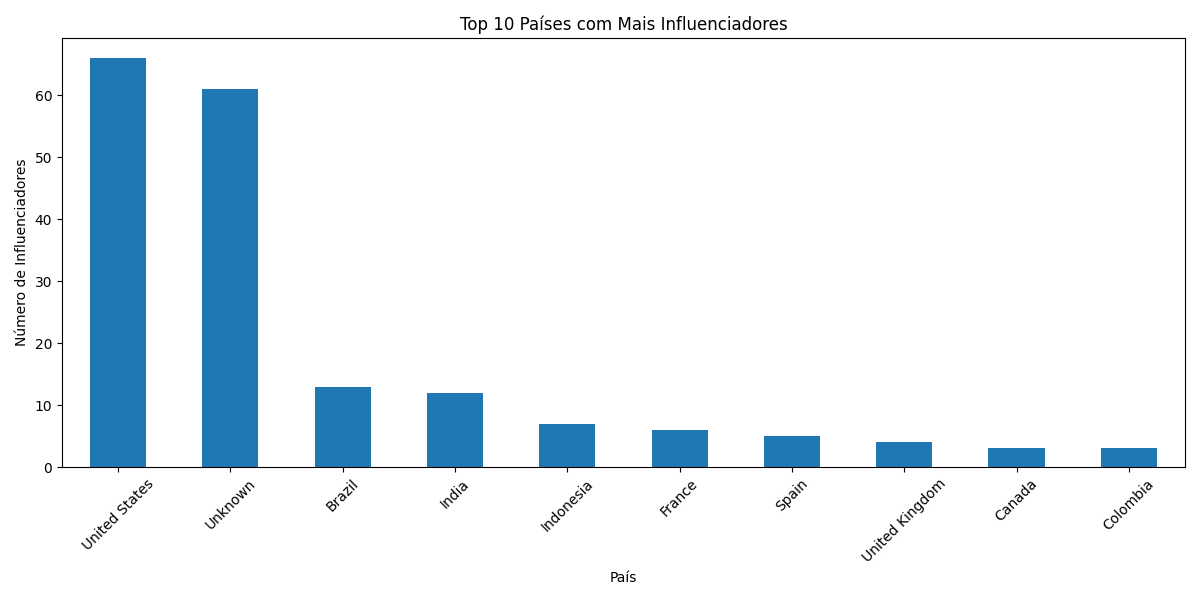 Top 10 Países com Mais Influenciadores
Número de Influenciadores
60
50
40
30
20
10
0
United States
Unknown
Brazil
India
Indonesia
France
Spain
United Kingdom
Canada
Colombia
País